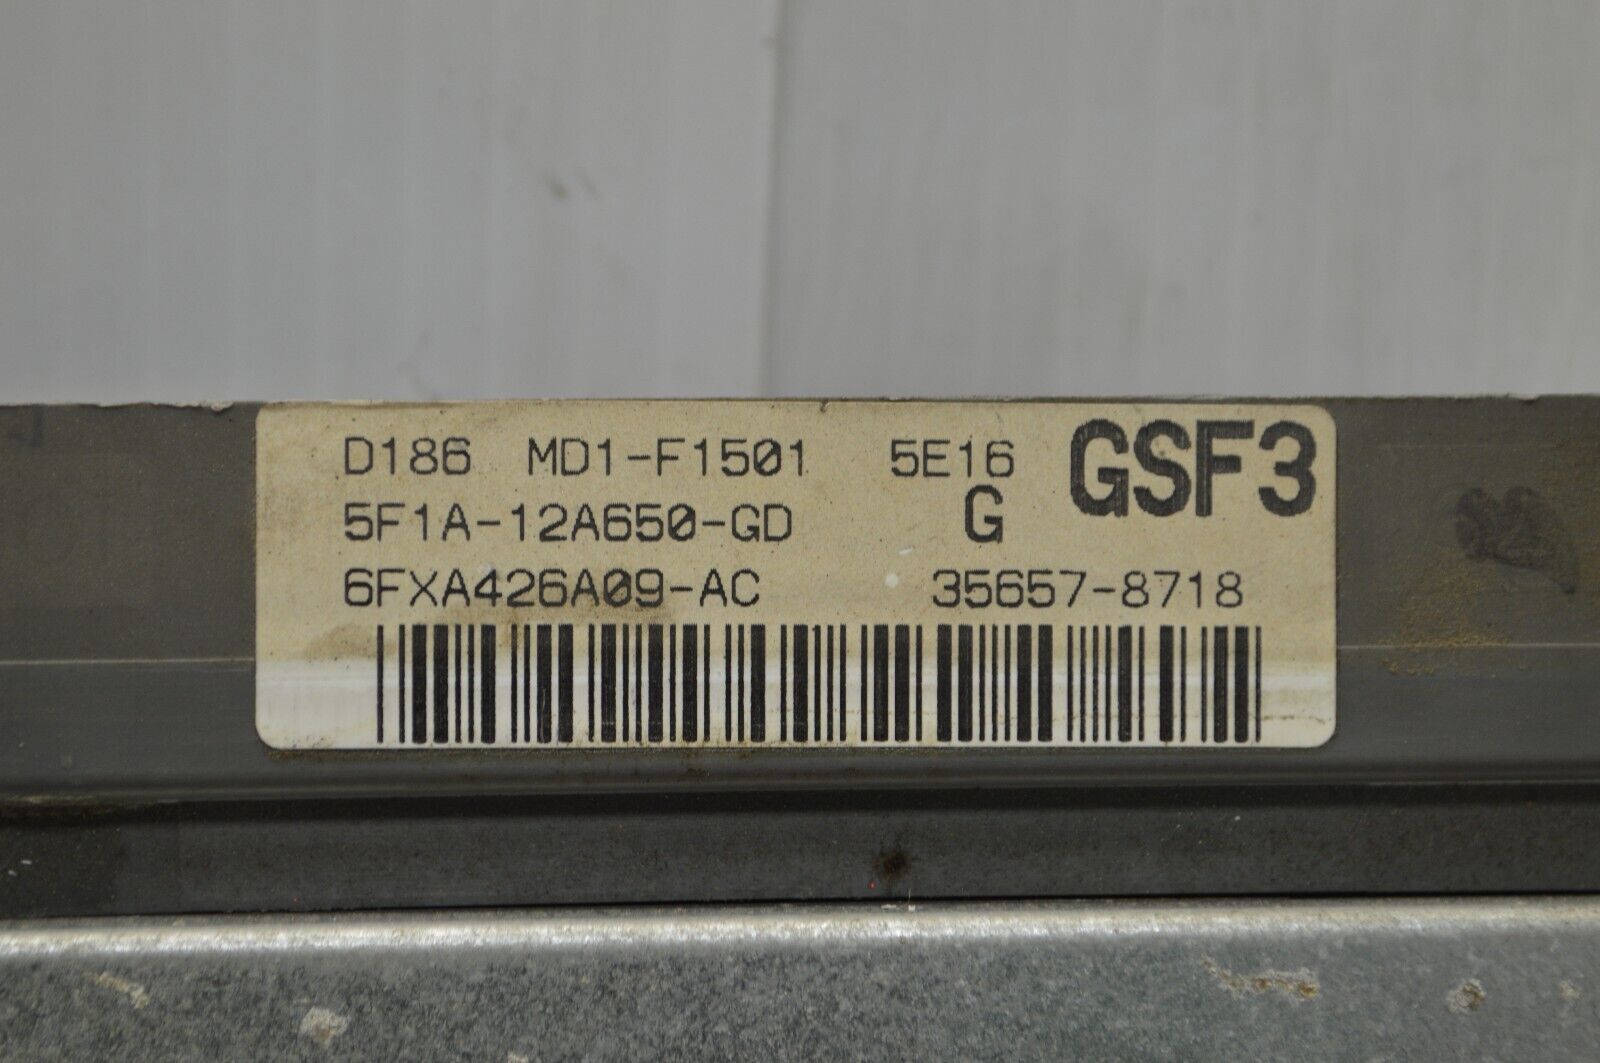 D186 MD1-F1501 5E16 GSF3
5F1A-12A650-GD G
6FXA426A09-AC 35657-8718